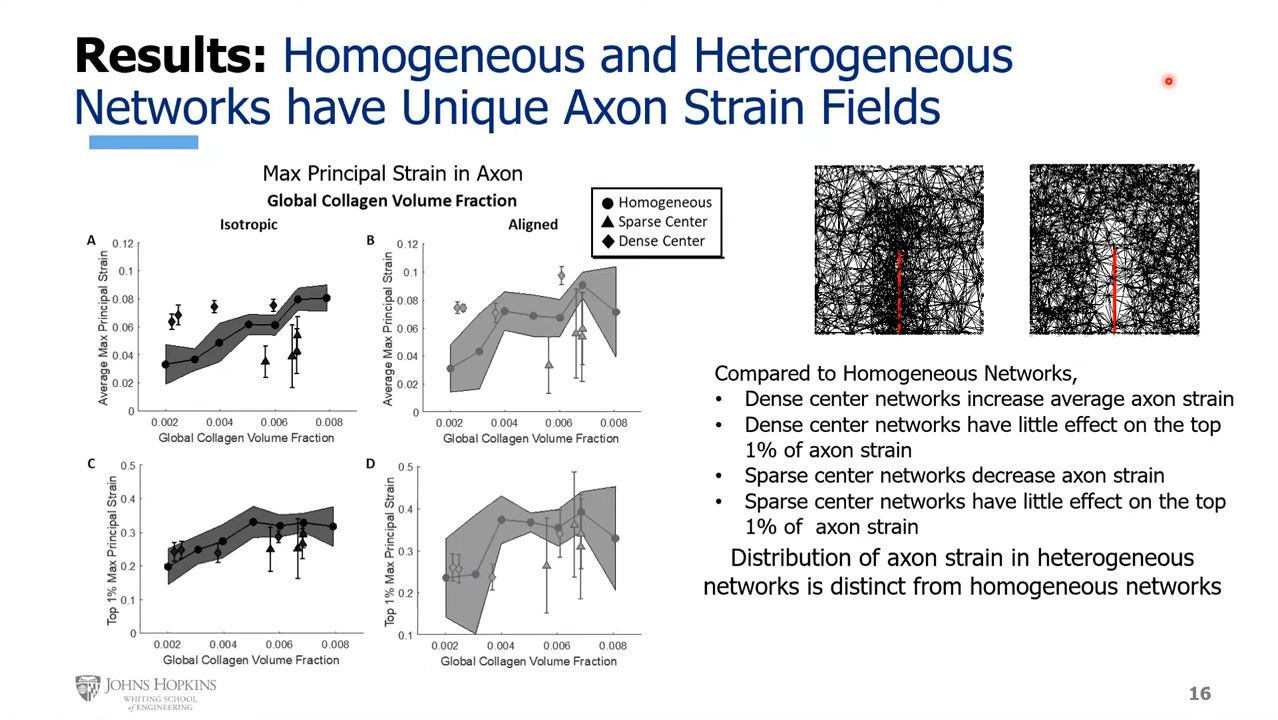 Results: Homogeneous and Heterogeneous
Networks have Unique Axon Strain Fields
Max Principal Strain in Axon
Global Collagen Volume Fraction
Isotropic
Aligned
Homogeneous
Sparse Center
Dense Center
A
0.12
0.1
0.08
0.06
0.04
0.02
0
Average Max Principal Strain
0.002 0.004 0.006 0.008
Global Collagen Volume Fraction
B
0.12
0.1
0.08
0.06
0.04
0.02
0
Average Max Principal Strain
0.002 0.004 0.006 0.008
Global Collagen Volume Fraction
C
0.5
0.4
0.3
0.2
0.1
0
Top 1% Max Principal Strain
0.002 0.004 0.006 0.008
Global Collagen Volume Fraction
D
0.5
0.4
0.3
0.2
0.1
Top 1% Max Principal Strain
0.002 0.004 0.006 0.008
Global Collagen Volume Fraction
Compared to Homogeneous Networks,
• Dense center networks increase average axon strain
• Dense center networks have little effect on the top
1% of axon strain
• Sparse center networks decrease axon strain
• Sparse center networks have little effect on the top
1% of axon strain
Distribution of axon strain in heterogeneous
networks is distinct from homogeneous networks
JOHNS HOPKINS
WHITING SCHOOL
of ENGINEERING
16